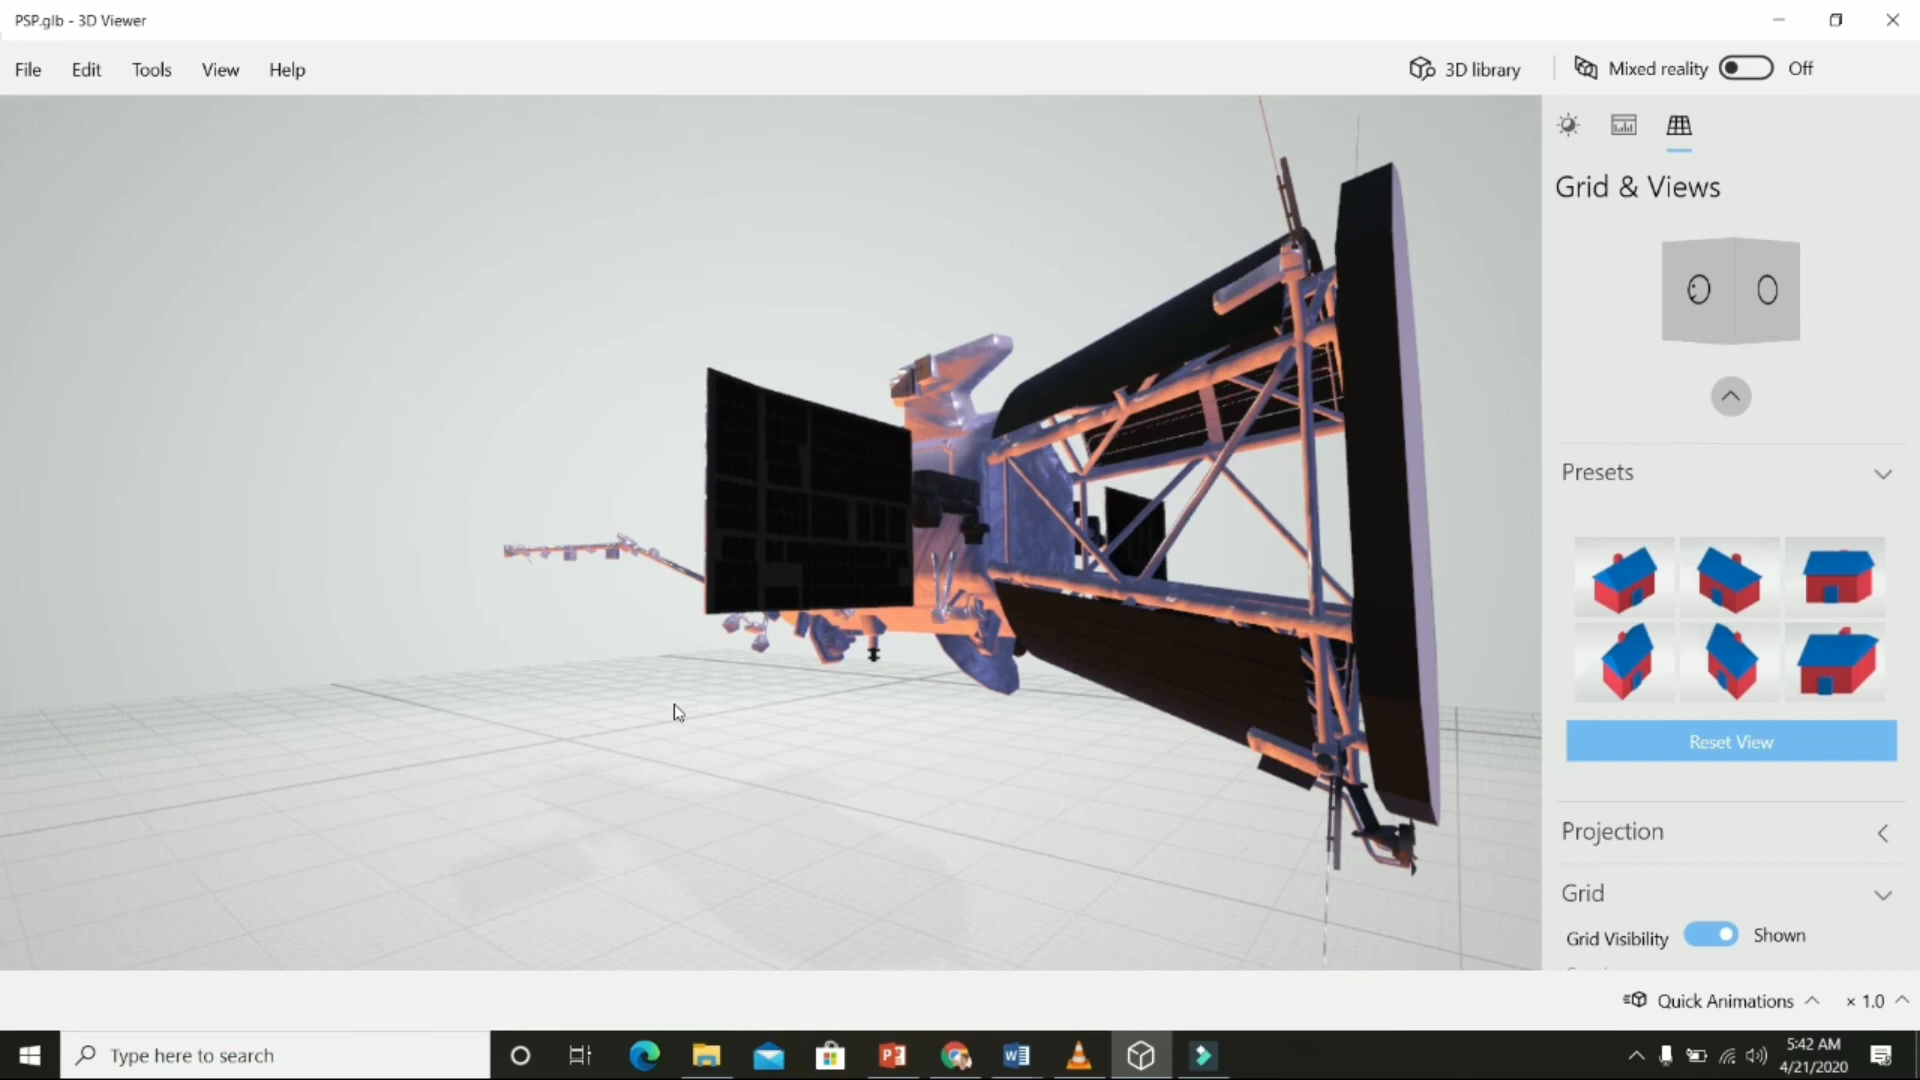 PSP.glb - 3D Viewer
File Edit Tools View Help
3D library
Mixed reality Off
Grid & Views
Presets
Reset View
Projection
Grid
Grid Visibility Shown
Quick Animations × 1.0
Type here to search
5:42 AM
4/21/2020